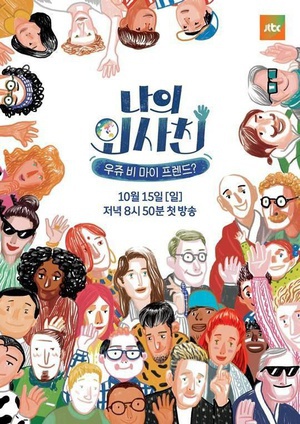 jtbc
나의
외사친
우쥬 비 마이 프렌드?
10월 15일 [일]
저녁 8시 50분 첫 방송